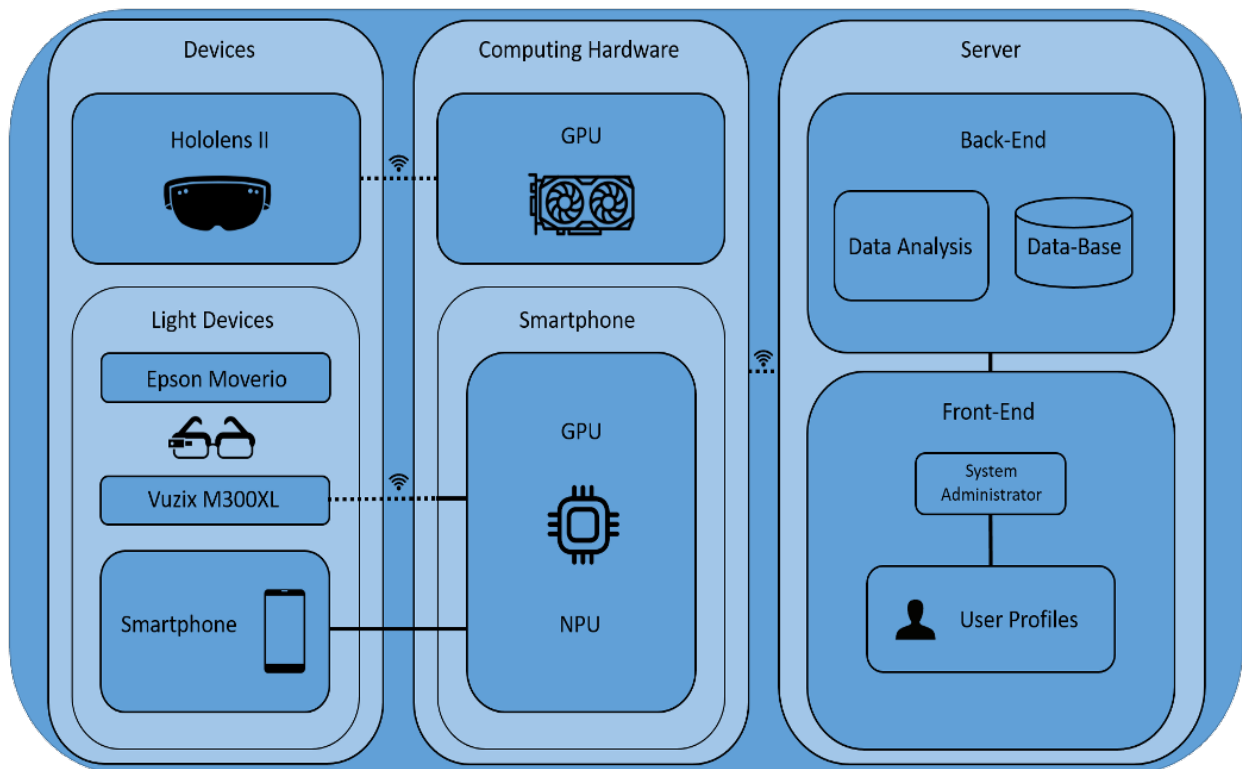 Devices
Hololens II
Light Devices
Epson Moverio
Vuzix M300XL
Smartphone
Computing Hardware
GPU
Smartphone
GPU
NPU
Server
Back-End
Data Analysis
Data-Base
Front-End
System
Administrator
User Profiles